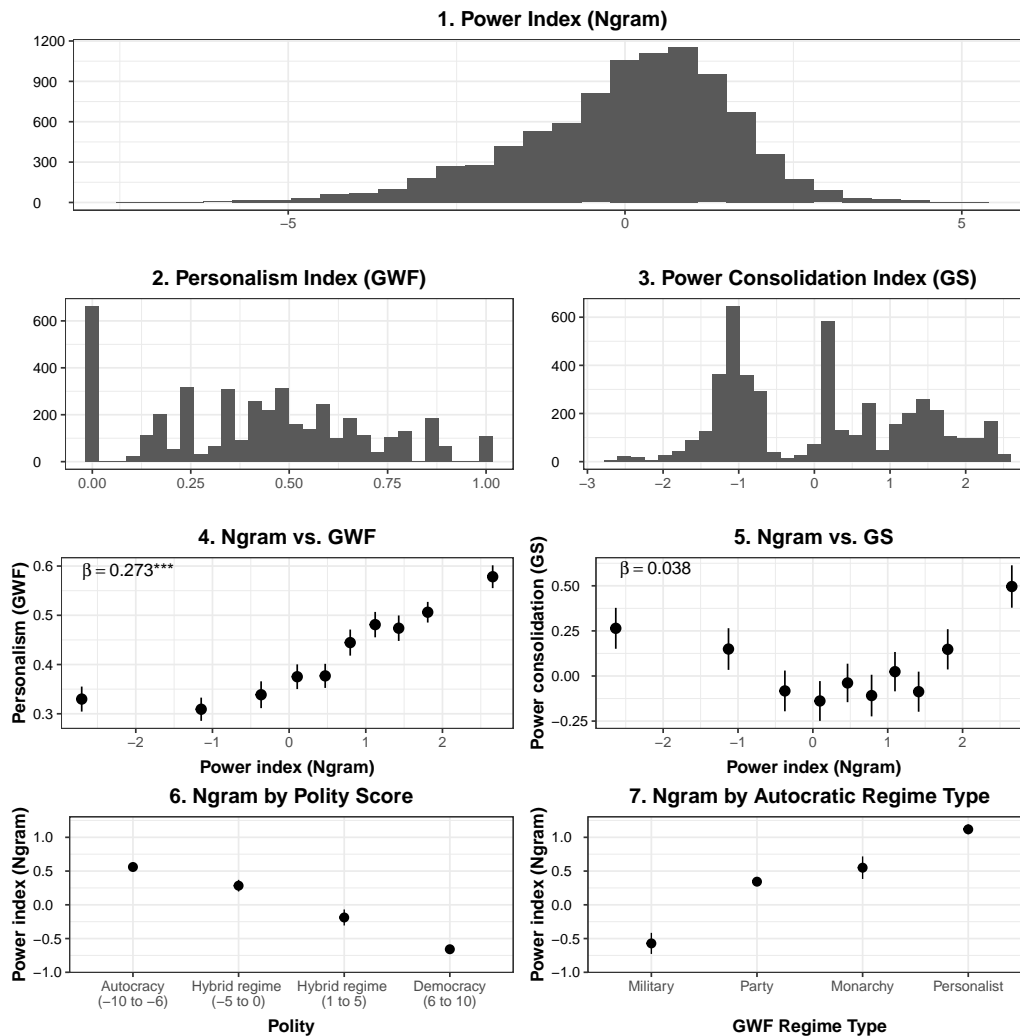 1. Power Index (Ngram)
1200
900
600
300
0
−5
0
5
2. Personalism Index (GWF)
600
400
200
0
0.00
0.25
0.50
0.75
1.00
3. Power Consolidation Index (GS)
600
400
200
0
−3
−2
−1
0
1
2
4. Ngram vs. GWF
β = 0.273***
Personalism (GWF)
0.6
0.5
0.4
0.3
−2
−1
0
1
2
Power index (Ngram)
5. Ngram vs. GS
β = 0.038
Power consolidation (GS)
0.50
0.25
0.00
−0.25
−2
−1
0
1
2
Power index (Ngram)
6. Ngram by Polity Score
Power index (Ngram)
1.0
0.5
0.0
−0.5
−1.0
Autocracy
(−10 to −6)
Hybrid regime
(−5 to 0)
Hybrid regime
(1 to 5)
Democracy
(6 to 10)
Polity
7. Ngram by Autocratic Regime Type
Power index (Ngram)
1.0
0.5
0.0
−0.5
−1.0
Military
Party
Monarchy
Personalist
GWF Regime Type